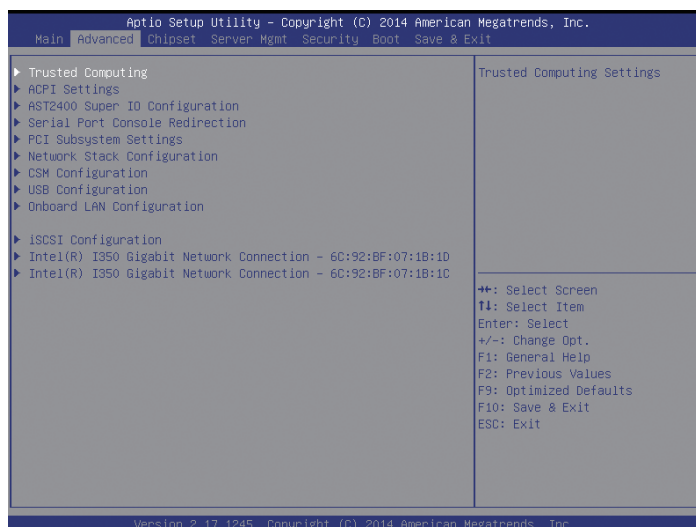 Aptio Setup Utility – Copyright (C) 2014 American Megatrends, Inc.
Main Advanced Chipset Server Mgmt Security Boot Save & Exit
Trusted Computing
ACPI Settings
AST2400 Super IO Configuration
Serial Port Console Redirection
PCI Subsystem Settings
Network Stack Configuration
CSM Configuration
USB Configuration
Onboard LAN Configuration
iSCSI Configuration
Intel(R) I350 Gigabit Network Connection – 6C:92:BF:07:1B:1D
Intel(R) I350 Gigabit Network Connection – 6C:92:BF:07:1B:1C
Trusted Computing Settings
→←: Select Screen
↑↓: Select Item
Enter: Select
+/-: Change Opt.
F1: General Help
F2: Previous Values
F9: Optimized Defaults
F10: Save & Exit
ESC: Exit
Version 2.17.1245. Copyright (C) 2014 American Megatrends, Inc.